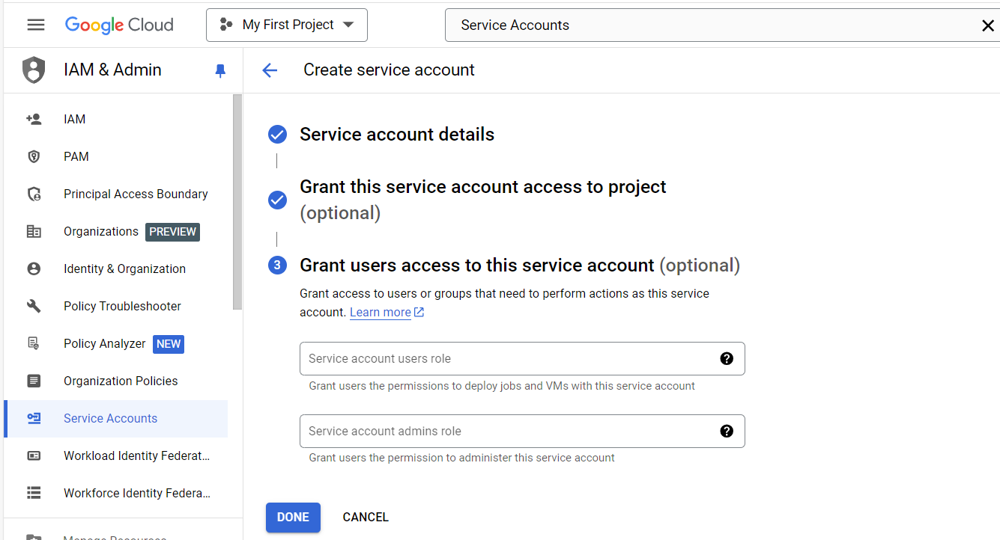 Google Cloud
My First Project
Service Accounts
IAM & Admin
Create service account
IAM
PAM
Principal Access Boundary
Organizations PREVIEW
Identity & Organization
Policy Troubleshooter
Policy Analyzer NEW
Organization Policies
Service Accounts
Workload Identity Federat...
Workforce Identity Federa...
Manage Resources
Service account details
Grant this service account access to project
(optional)
3 Grant users access to this service account (optional)
Grant access to users or groups that need to perform actions as this service
account. Learn more
Service account users role
Grant users the permissions to deploy jobs and VMs with this service account
Service account admins role
Grant users the permission to administer this service account
DONE CANCEL